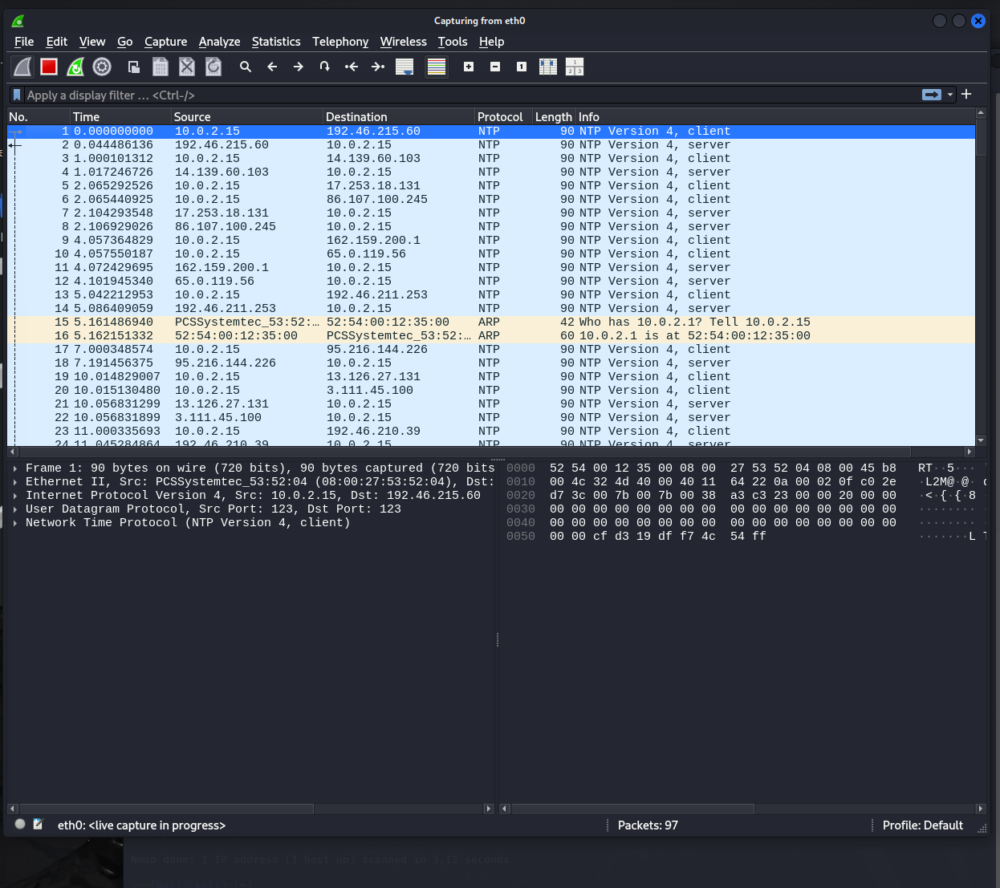 Capturing from eth0
File Edit View Go Capture Analyze Statistics Telephony Wireless Tools Help
Apply a display filter … <Ctrl-/>
No. Time Source Destination Protocol Length Info
1 0.000000000 10.0.2.15 192.46.215.60 NTP 90 NTP Version 4, client
2 0.044486136 192.46.215.60 10.0.2.15 NTP 90 NTP Version 4, server
3 1.000101312 10.0.2.15 14.139.60.103 NTP 90 NTP Version 4, client
4 1.017246726 14.139.60.103 10.0.2.15 NTP 90 NTP Version 4, server
5 2.065292526 10.0.2.15 17.253.18.131 NTP 90 NTP Version 4, client
6 2.065440925 10.0.2.15 86.107.100.245 NTP 90 NTP Version 4, client
7 2.104293548 17.253.18.131 10.0.2.15 NTP 90 NTP Version 4, server
8 2.106929026 86.107.100.245 10.0.2.15 NTP 90 NTP Version 4, server
9 4.057364829 10.0.2.15 162.159.200.1 NTP 90 NTP Version 4, client
10 4.057550187 10.0.2.15 65.0.119.56 NTP 90 NTP Version 4, client
11 4.072429695 162.159.200.1 10.0.2.15 NTP 90 NTP Version 4, server
12 4.101945340 65.0.119.56 10.0.2.15 NTP 90 NTP Version 4, server
13 5.042212953 10.0.2.15 192.46.211.253 NTP 90 NTP Version 4, client
14 5.086409059 192.46.211.253 10.0.2.15 NTP 90 NTP Version 4, server
15 5.161486940 PCSSystemtec_53:52:… 52:54:00:12:35:00 ARP 42 Who has 10.0.2.1? Tell 10.0.2.15
16 5.162151332 52:54:00:12:35:00 PCSSystemtec_53:52:… ARP 60 10.0.2.1 is at 52:54:00:12:35:00
17 7.000348574 10.0.2.15 95.216.144.226 NTP 90 NTP Version 4, client
18 7.191456375 95.216.144.226 10.0.2.15 NTP 90 NTP Version 4, server
19 10.014829007 10.0.2.15 13.126.27.131 NTP 90 NTP Version 4, client
20 10.015130480 10.0.2.15 3.111.45.100 NTP 90 NTP Version 4, client
21 10.056831299 13.126.27.131 10.0.2.15 NTP 90 NTP Version 4, server
22 10.056831899 3.111.45.100 10.0.2.15 NTP 90 NTP Version 4, server
23 11.000335693 10.0.2.15 192.46.210.39 NTP 90 NTP Version 4, client
24 11.045284864 192.46.210.39 10.0.2.15 NTP 90 NTP Version 4, server
Frame 1: 90 bytes on wire (720 bits), 90 bytes captured (720 bits
Ethernet II, Src: PCSSystemtec_53:52:04 (08:00:27:53:52:04), Dst:
Internet Protocol Version 4, Src: 10.0.2.15, Dst: 192.46.215.60
User Datagram Protocol, Src Port: 123, Dst Port: 123
Network Time Protocol (NTP Version 4, client)
0000 52 54 00 12 35 00 08 00 27 53 52 04 08 00 45 b8 RT··5···
0010 00 4c 32 4d 40 00 40 11 64 22 0a 00 02 0f c0 2e ·L2M@·@·
0020 d7 3c 00 7b 00 7b 00 38 a3 c3 23 00 00 20 00 00 ·<·{·{·8
0030 00 00 00 00 00 00 00 00 00 00 00 00 00 00 00 00 ········
0040 00 00 00 00 00 00 00 00 00 00 00 00 00 00 00 00 ········
0050 00 00 cf d3 19 df f7 4c 54 ff ·······L T
eth0: <live capture in progress>
Packets: 97
Profile: Default
Nmap done: 1 IP address (1 host up) scanned in 3.12 seconds